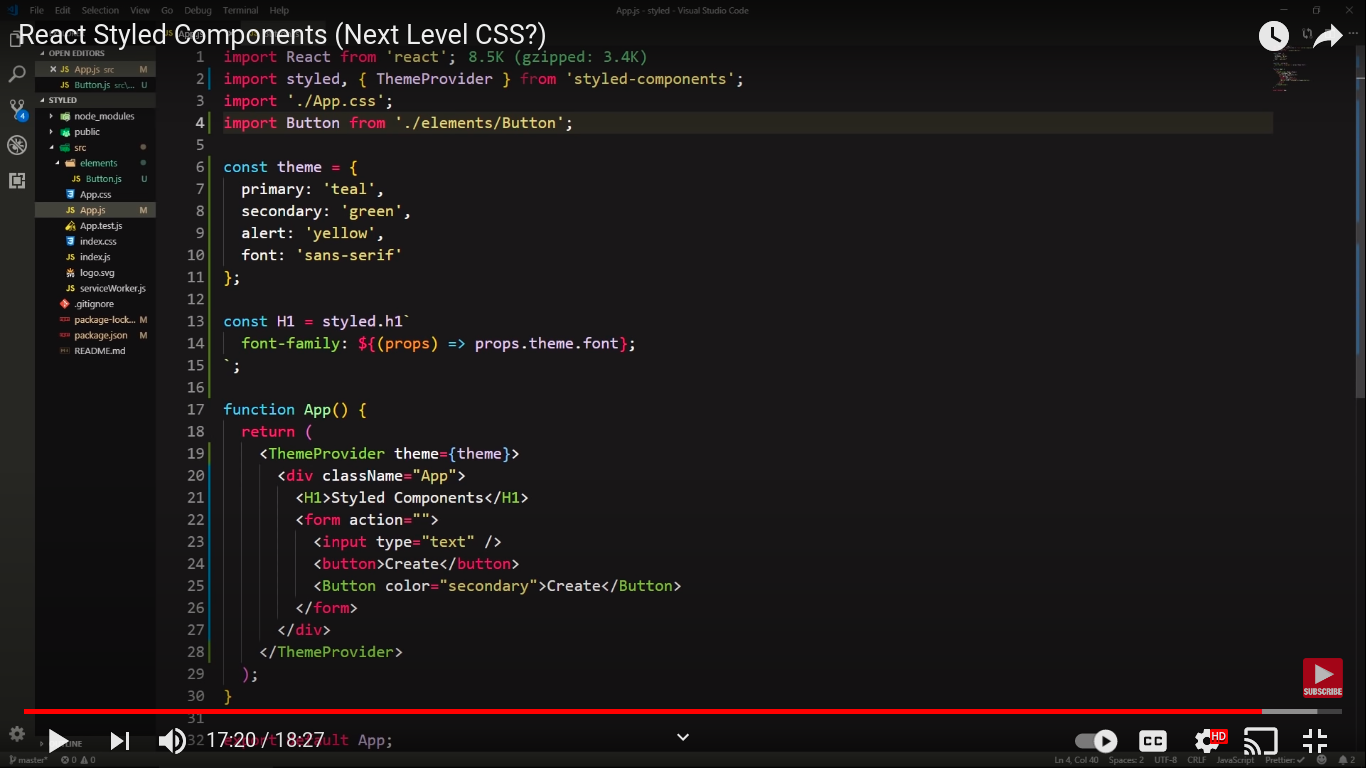 File Edit Selection View Go Debug Terminal Help
App.js - styled - Visual Studio Code
React Styled Components (Next Level CSS?)
OPEN EDITORS
JS App.js src M
JS Button.js src\... U
STYLED
node_modules
public
src
elements
JS Button.js U
App.css
JS App.js M
App.test.js
index.css
JS index.js
logo.svg
JS serviceWorker.js
.gitignore
package-lock... M
package.json M
README.md
4
1 import React from 'react'; 8.5K (gzipped: 3.4K)
2 import styled, { ThemeProvider } from 'styled-components';
3 import './App.css';
4 import Button from './elements/Button';
5
6 const theme = {
7 primary: 'teal',
8 secondary: 'green',
9 alert: 'yellow',
10 font: 'sans-serif'
11 };
12
13 const H1 = styled.h1`
14 font-family: ${(props) => props.theme.font};
15 `;
16
17 function App() {
18 return (
19 <ThemeProvider theme={theme}>
20 <div className="App">
21 <H1>Styled Components</H1>
22 <form action="">
23 <input type="text" />
24 <button>Create</button>
25 <Button color="secondary">Create</Button>
26 </form>
27 </div>
28 </ThemeProvider>
29 );
30 }
31
32 export default App;
SUBSCRIBE
17:20 / 18:27
CC
HD
master* 0 0
Ln 4, Col 40 Spaces: 2 UTF-8 CRLF JavaScript Prettier: ✓ 2